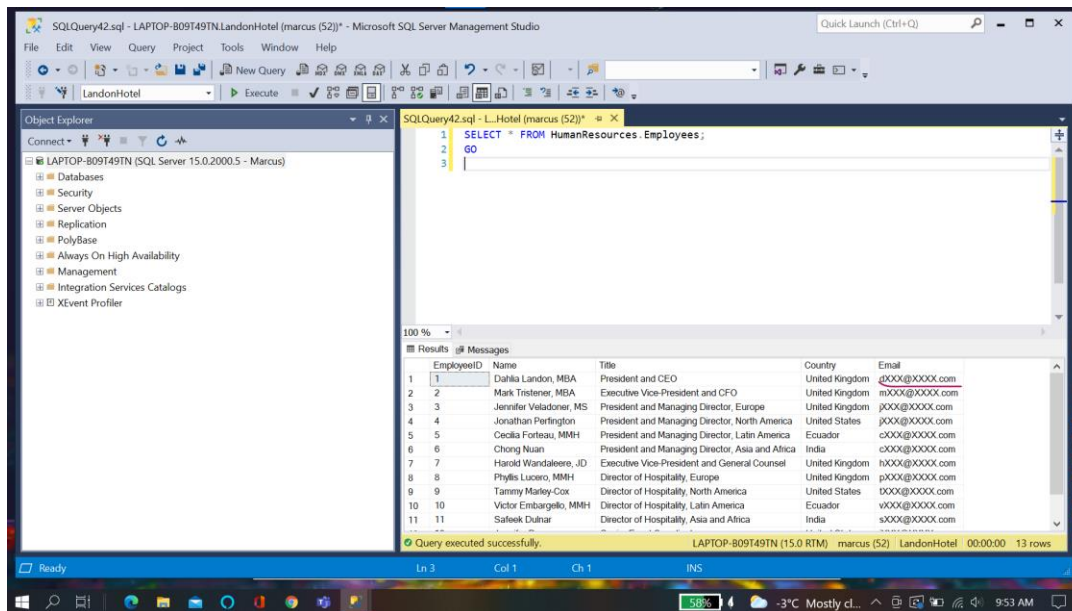 SQLQuery42.sql - LAPTOP-B09T49TN.LandonHotel (marcus (52))* - Microsoft SQL Server Management Studio
Quick Launch (Ctrl+Q)
File Edit View Query Project Tools Window Help
New Query
LandonHotel Execute
Object Explorer
Connect
LAPTOP-B09T49TN (SQL Server 15.0.2000.5 - Marcus)
Databases
Security
Server Objects
Replication
PolyBase
Always On High Availability
Management
Integration Services Catalogs
XEvent Profiler
SQLQuery42.sql - L...Hotel (marcus (52))*
1 SELECT * FROM HumanResources.Employees;
2 GO
3
100 %
Results Messages
EmployeeID Name Title Country Email
1 1 Dahlia Landon, MBA President and CEO United Kingdom dXXX@XXXX.com
2 2 Mark Tristener, MBA Executive Vice-President and CFO United Kingdom mXXX@XXXX.com
3 3 Jennifer Veladoner, MS President and Managing Director, Europe United Kingdom jXXX@XXXX.com
4 4 Jonathan Perfington President and Managing Director, North America United States jXXX@XXXX.com
5 5 Cecilia Forteau, MMH President and Managing Director, Latin America Ecuador cXXX@XXXX.com
6 6 Chong Nuan President and Managing Director, Asia and Africa India cXXX@XXXX.com
7 7 Harold Wandaleere, JD Executive Vice-President and General Counsel United Kingdom hXXX@XXXX.com
8 8 Phyllis Lucero, MMH Director of Hospitality, Europe United Kingdom pXXX@XXXX.com
9 9 Tammy Marley-Cox Director of Hospitality, North America United States tXXX@XXXX.com
10 10 Victor Embargello, MMH Director of Hospitality, Latin America Ecuador vXXX@XXXX.com
11 11 Safeek Dulnar Director of Hospitality, Asia and Africa India sXXX@XXXX.com
Query executed successfully. LAPTOP-B09T49TN (15.0 RTM) marcus (52) LandonHotel 00:00:00 13 rows
Ready Ln 3 Col 1 Ch 1 INS
58% -3°C Mostly cl... 9:53 AM